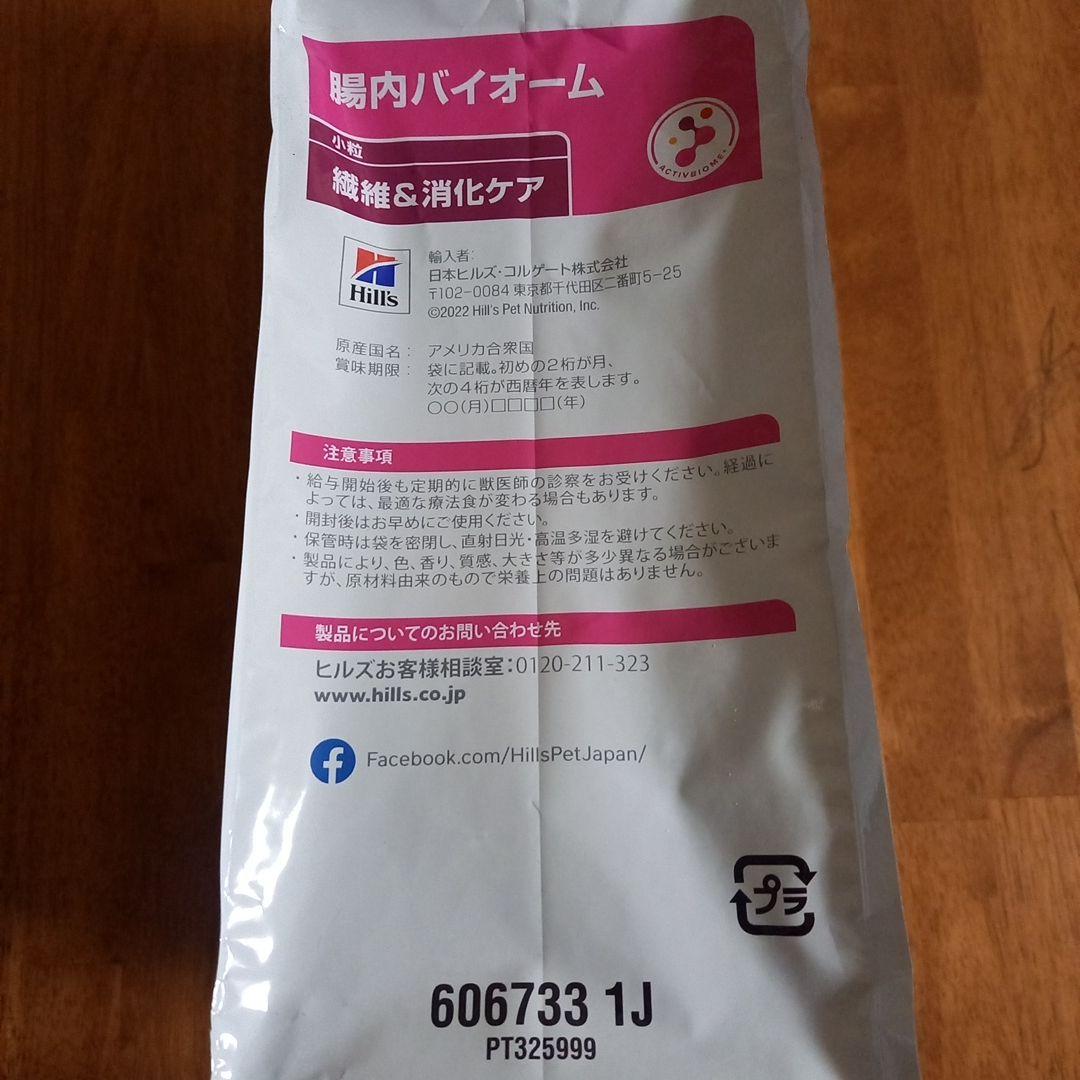 腸内バイオーム
小粒
繊維&消化ケア
ACTIVBIOME+
Hill's
輸入者:
日本ヒルズ・コルゲート株式会社
〒102-0084 東京都千代田区二番町5-25
©2022 Hill's Pet Nutrition, Inc.
原産国名: アメリカ合衆国
賞味期限: 袋に記載。初めの2桁が月、
次の4桁が西暦年を表します。
○○(月)□□□□(年)
注意事項
・給与開始後も定期的に獣医師の診察をお受けください。経過に
よっては、最適な療法食が変わる場合もあります。
・開封後はお早めにご使用ください。
・保管時は袋を密閉し、直射日光・高温多湿を避けてください。
・製品により、色、香り、質感、大きさ等が多少異なる場合がございま
すが、原材料由来のもので栄養上の問題はありません。
製品についてのお問い合わせ先
ヒルズお客様相談室:0120-211-323
www.hills.co.jp
Facebook.com/HillsPetJapan/
プラ
606733 1J
PT325999